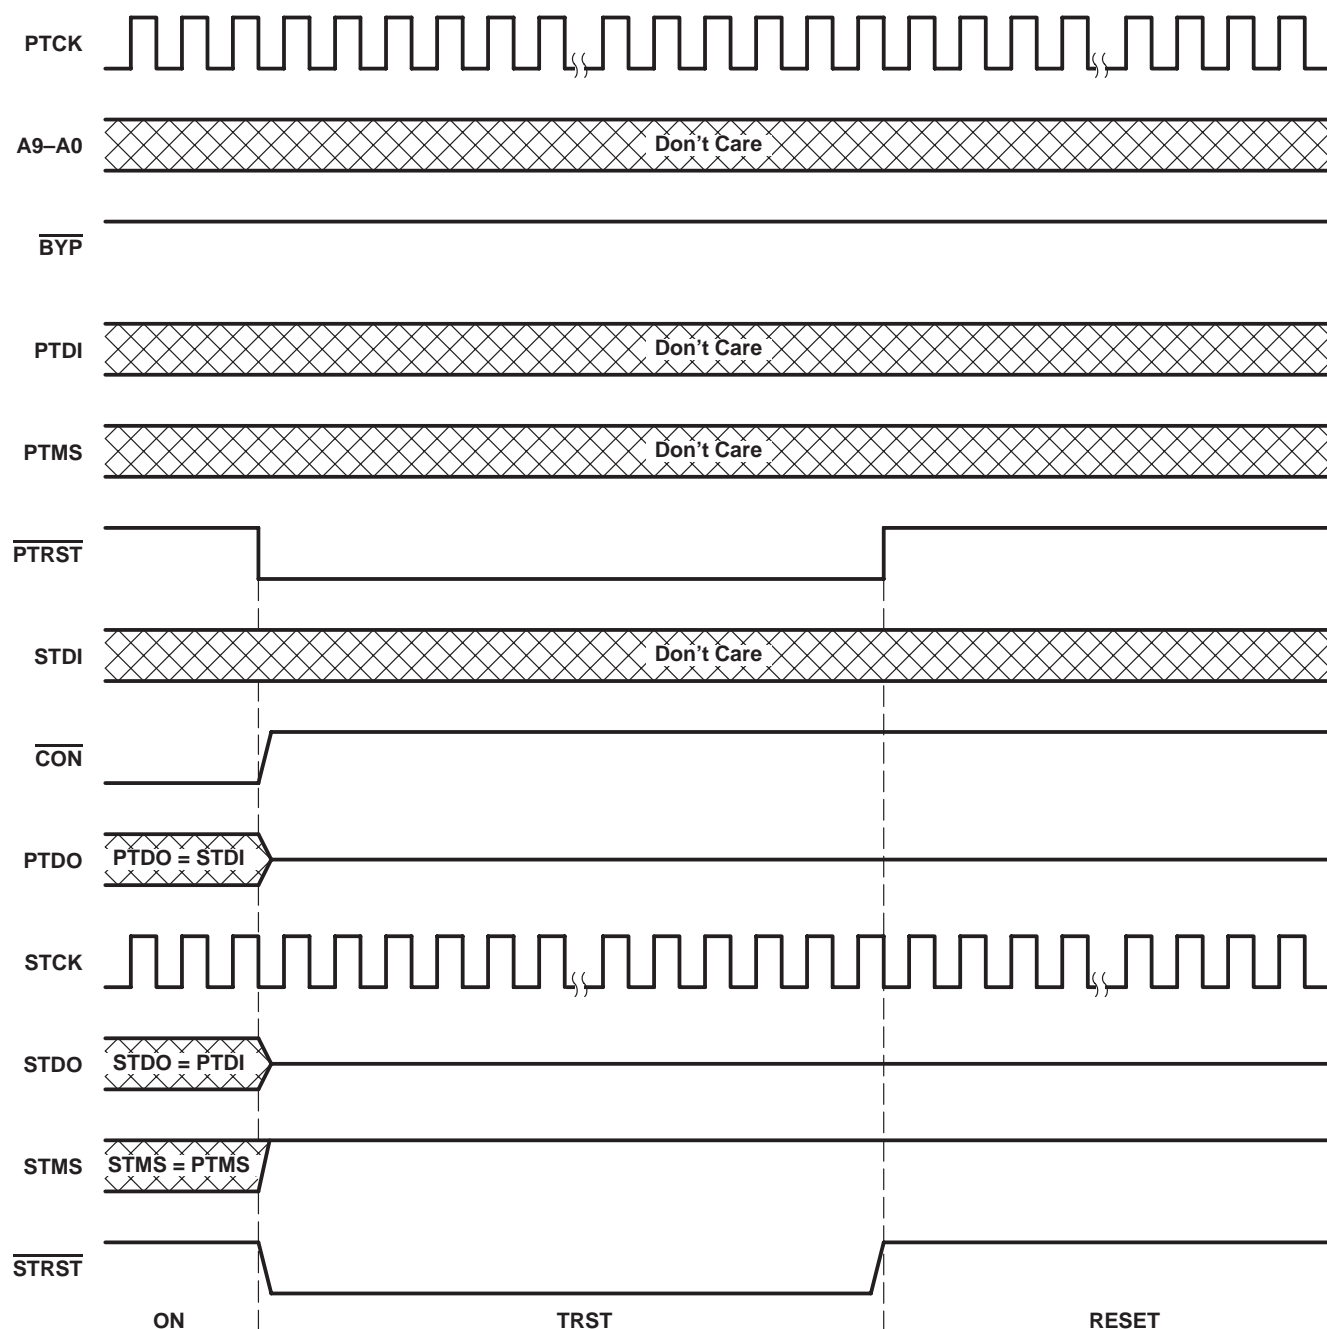 PTCK
A9–A0 Don't Care
BYP
PTDI Don't Care
PTMS Don't Care
PTRST
STDI Don't Care
CON
PTDO PTDO = STDI
STCK
STDO STDO = PTDI
STMS STMS = PTMS
STRST
ON TRST RESET